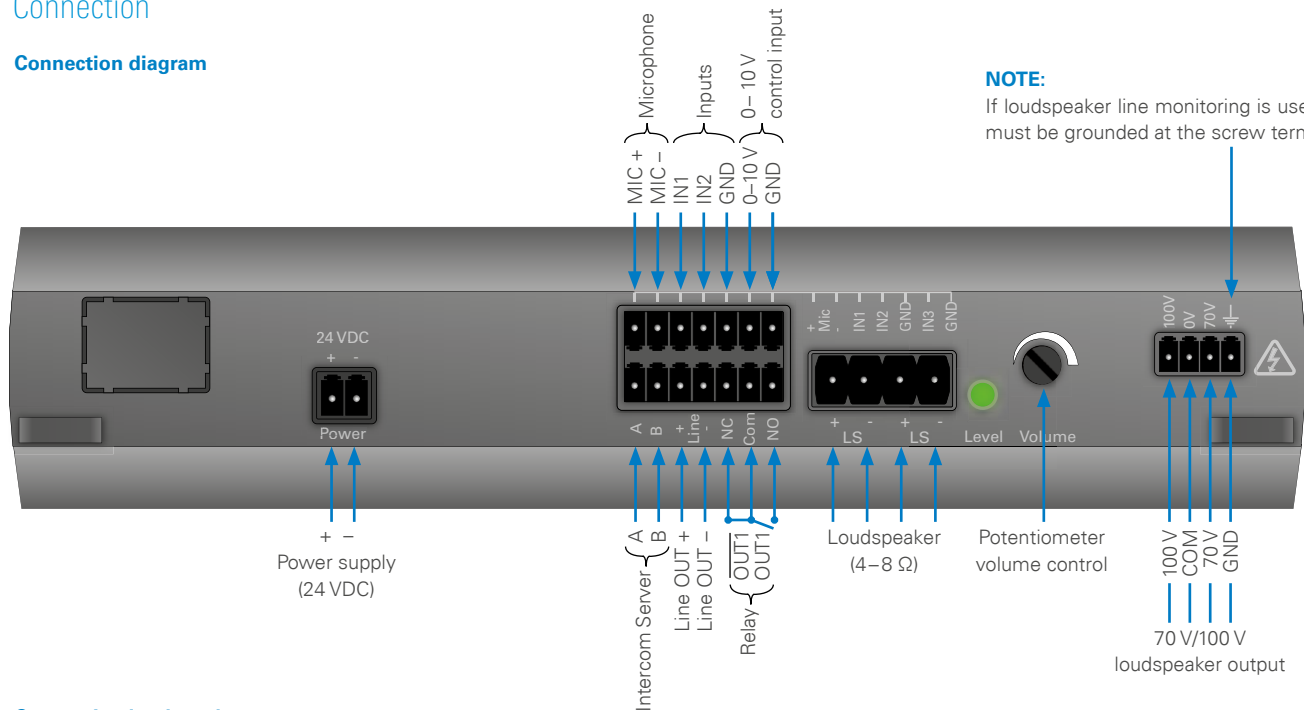 Connection
Connection diagram
NOTE:
If loudspeaker line monitoring is use
must be grounded at the screw tern
Microphone
Inputs
0–10 V
control input
MIC +
MIC –
IN1
IN2
GND
0–10 V
GND
24 VDC
+ -
Power
+ Mic -
IN1
IN2
GND
IN3
GND
100V
0V
70V
A
B
+ Line -
NC
Com
NO
+ - + -
LS LS
Level
Volume
+ –
Power supply
(24 VDC)
A
B
Intercom Server
Line OUT +
Line OUT –
OUT1
OUT1
Relay
Loudspeaker
(4–8 Ω)
Potentiometer
volume control
100 V
COM
70 V
GND
70 V/100 V
loudspeaker output